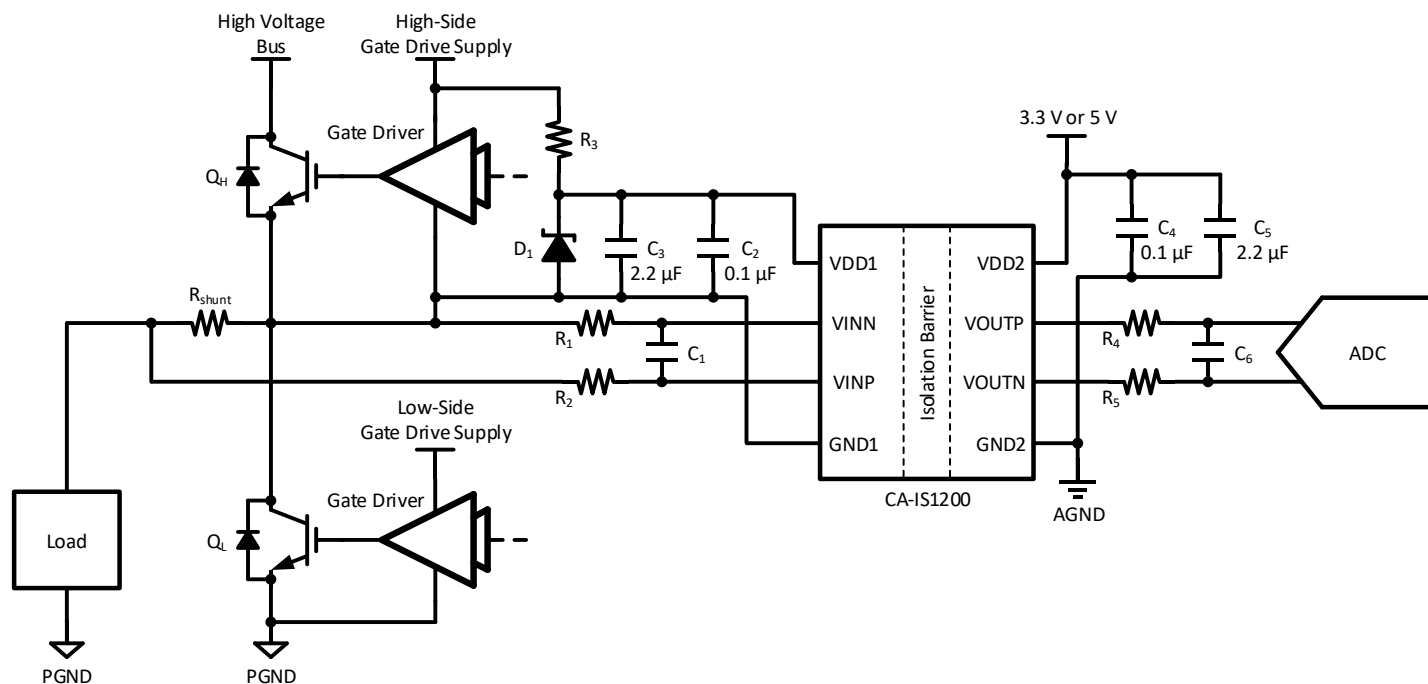 High Voltage
Bus
High-Side
Gate Drive Supply
3.3 V or 5 V
Gate Driver
R3
QH
D1
C3
2.2 µF
C2
0.1 µF
C4
0.1 µF
C5
2.2 µF
VDD1
VDD2
Rshunt
R1
C1
VINN
VOUTP
R4
C6
ADC
Isolation Barrier
R2
VINP
VOUTN
R5
Low-Side
Gate Drive Supply
GND1
GND2
CA-IS1200
AGND
Gate Driver
Load
QL
PGND
PGND